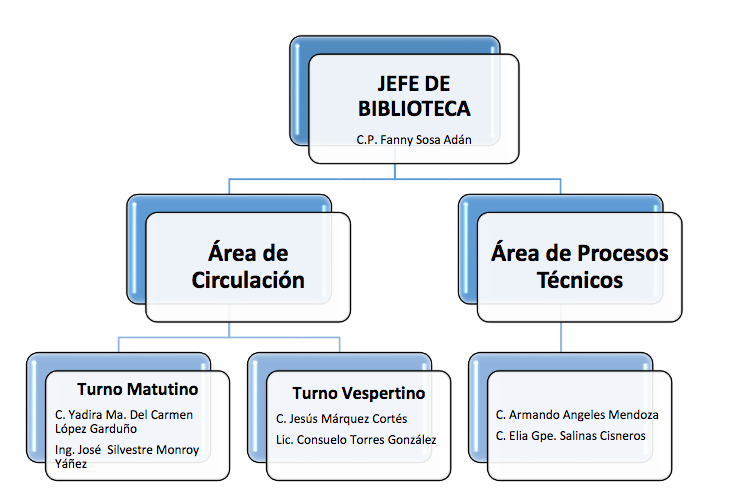 JEFE DE
BIBLIOTECA
C.P. Fanny Sosa Adán
Área de
Circulación
Área de Procesos
Técnicos
Turno Matutino
C. Yadira Ma. Del Carmen
López Garduño
Ing. José  Silvestre Monroy
Yáñez
Turno Vespertino
C. Jesús Márquez Cortés
Lic. Consuelo Torres González
C. Armando Angeles Mendoza
C. Elia Gpe. Salinas Cisneros